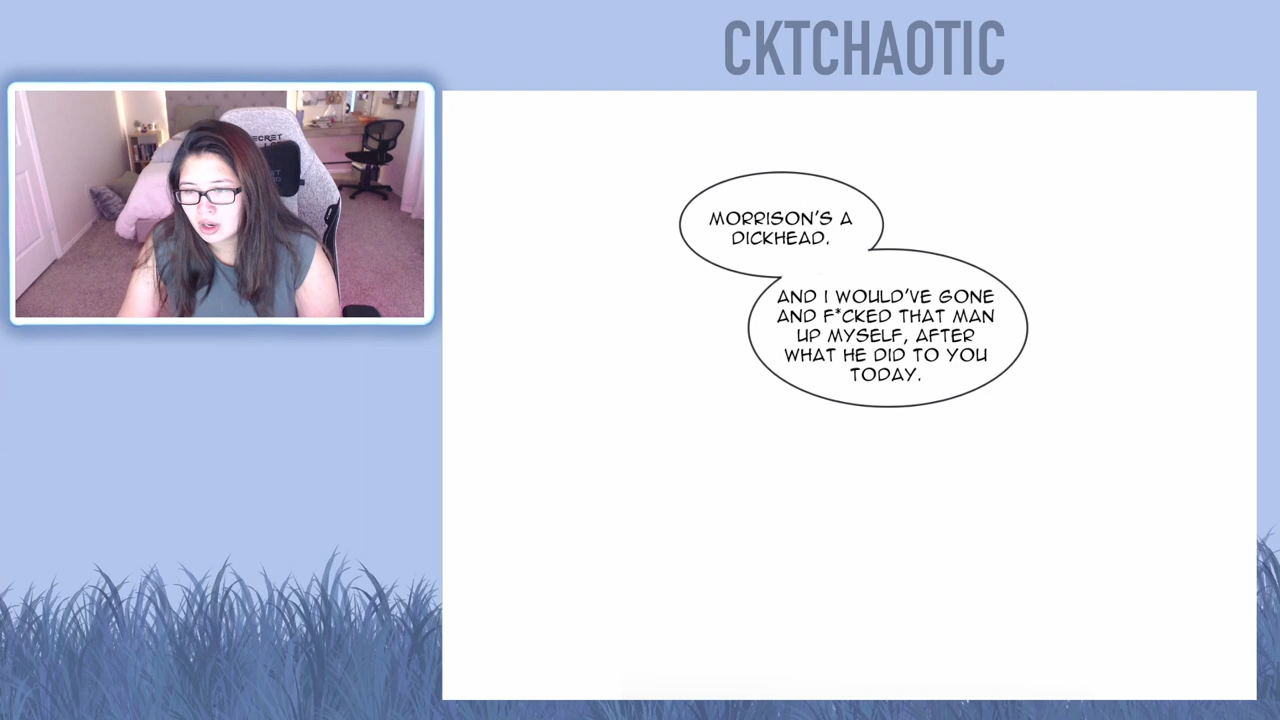 CKTCHAOTIC
MORRISON'S A
DICKHEAD.
AND I WOULD'VE GONE
AND F*CKED THAT MAN
UP MYSELF, AFTER
WHAT HE DID TO YOU
TODAY.